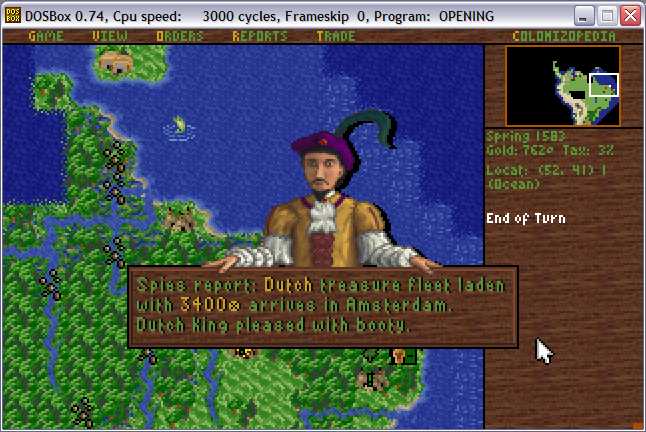 DOSBox 0.74, Cpu speed: 3000 cycles, Frameskip 0, Program: OPENING
GAME VIEW ORDERS REPORTS TRADE COLONIZOPEDIA
Spring 1583
Gold: 762 Tax: 3%
Locat: (52, 41) 1
(Ocean)
End of Turn
Spies report: Dutch treasure fleet laden
with 3400 arrives in Amsterdam.
Dutch King pleased with booty.